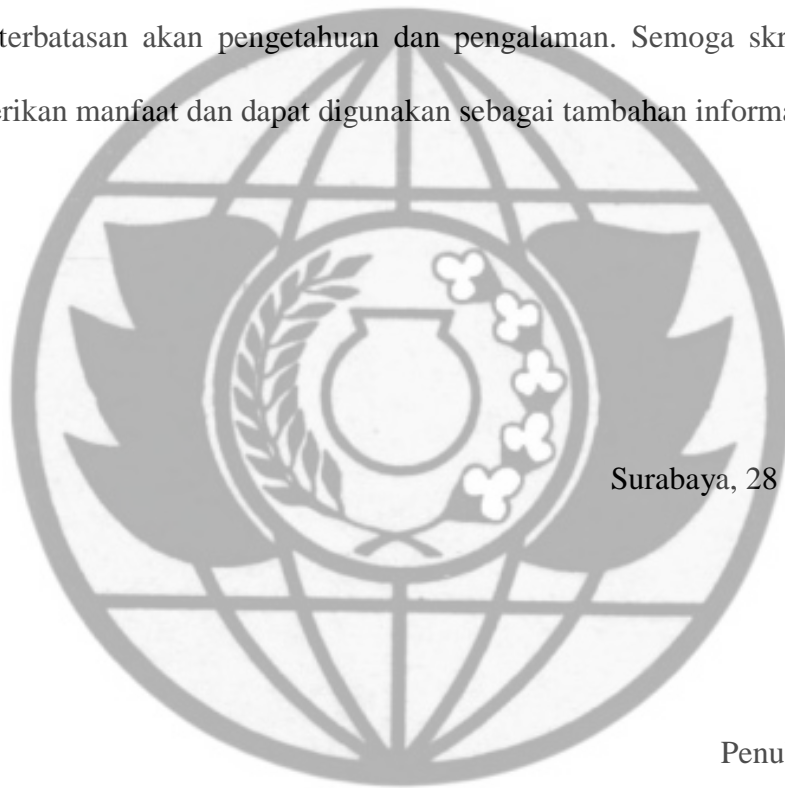 terbatasan akan pengetahuan dan pengalaman. Semoga skr
erikan manfaat dan dapat digunakan sebagai tambahan informa
Surabaya, 28
Penu